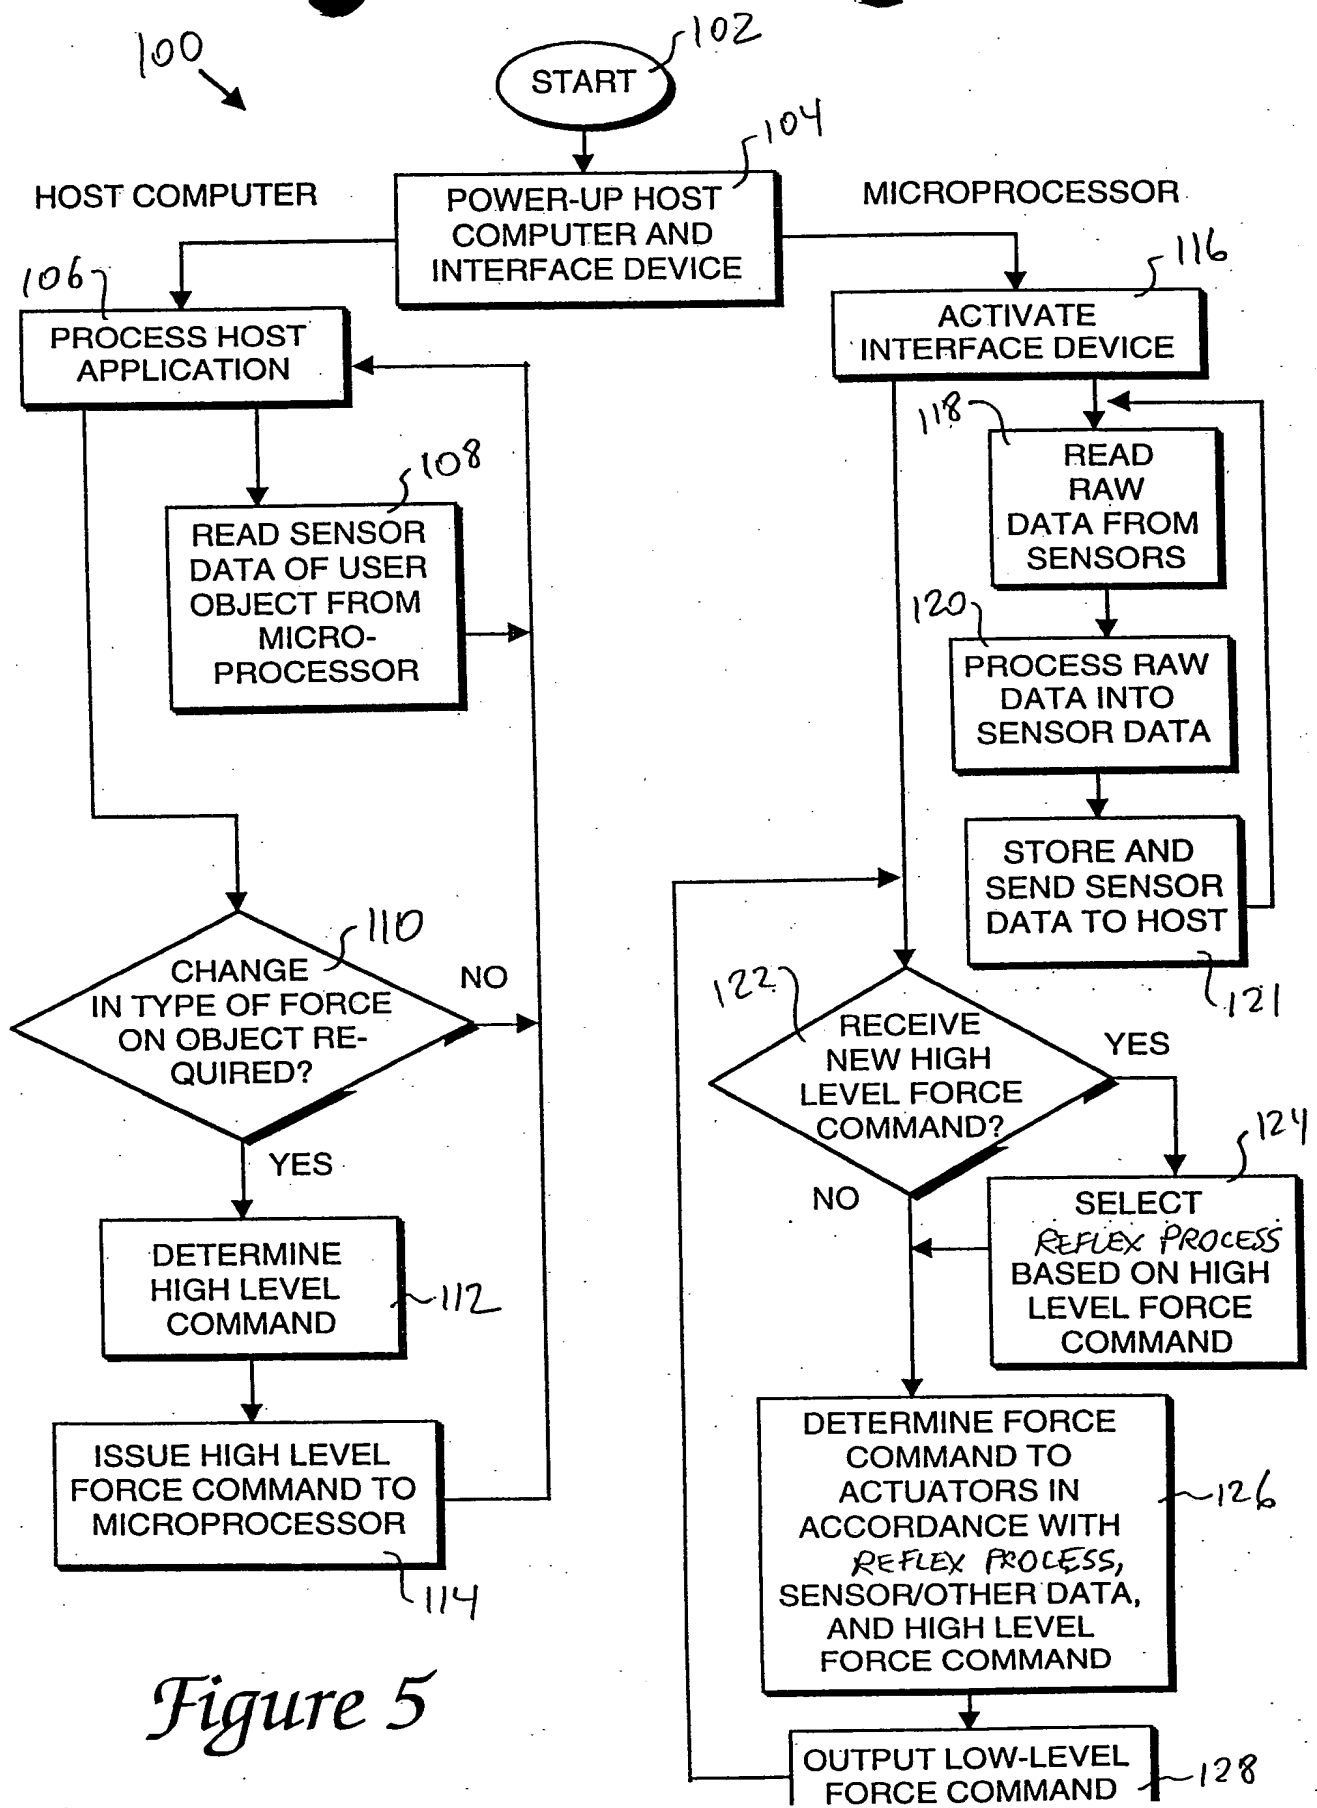 100
102
START
104
HOST COMPUTER
POWER-UP HOST
COMPUTER AND
INTERFACE DEVICE
MICROPROCESSOR
106
PROCESS HOST
APPLICATION
116
ACTIVATE
INTERFACE DEVICE
108
READ SENSOR
DATA OF USER
OBJECT FROM
MICRO-
PROCESSOR
118
READ
RAW
DATA FROM
SENSORS
120
PROCESS RAW
DATA INTO
SENSOR DATA
STORE AND
SEND SENSOR
DATA TO HOST
121
110
CHANGE
IN TYPE OF FORCE
ON OBJECT RE-
QUIRED?
NO
YES
122
RECEIVE
NEW HIGH
LEVEL FORCE
COMMAND?
YES
NO
124
SELECT
REFLEX PROCESS
BASED ON HIGH
LEVEL FORCE
COMMAND
DETERMINE
HIGH LEVEL
COMMAND
112
ISSUE HIGH LEVEL
FORCE COMMAND TO
MICROPROCESSOR
114
DETERMINE FORCE
COMMAND TO
ACTUATORS IN
ACCORDANCE WITH
REFLEX PROCESS,
SENSOR/OTHER DATA,
AND HIGH LEVEL
FORCE COMMAND
126
OUTPUT LOW-LEVEL
FORCE COMMAND
128
Figure 5